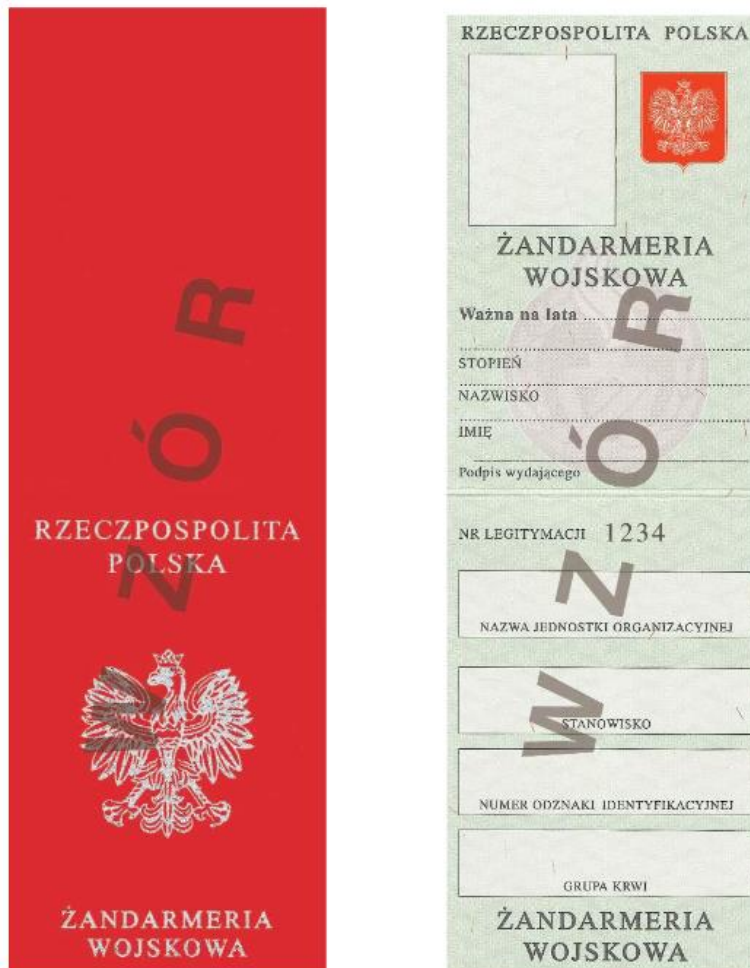 RZECZPOSPOLITA
POLSKA
ŻANDARMERIA
WOJSKOWA
WZÓR
RZECZPOSPOLITA POLSKA
ŻANDARMERIA
WOJSKOWA
Ważna na lata
STOPIEŃ
NAZWISKO
IMIĘ
Podpis wydającego
NR LEGITYMACJI 1234
NAZWA JEDNOSTKI ORGANIZACYJNEJ
STANOWISKO
NUMER ODZNAKI IDENTYFIKACYJNEJ
GRUPA KRWI
ŻANDARMERIA
WOJSKOWA
WZÓR